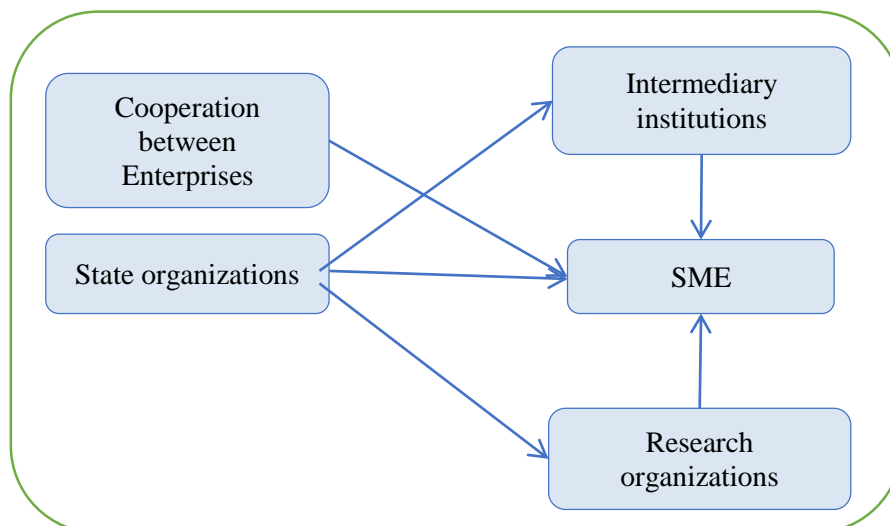 Cooperation
between
Enterprises
State organizations
Intermediary
institutions
SME
Research
organizations